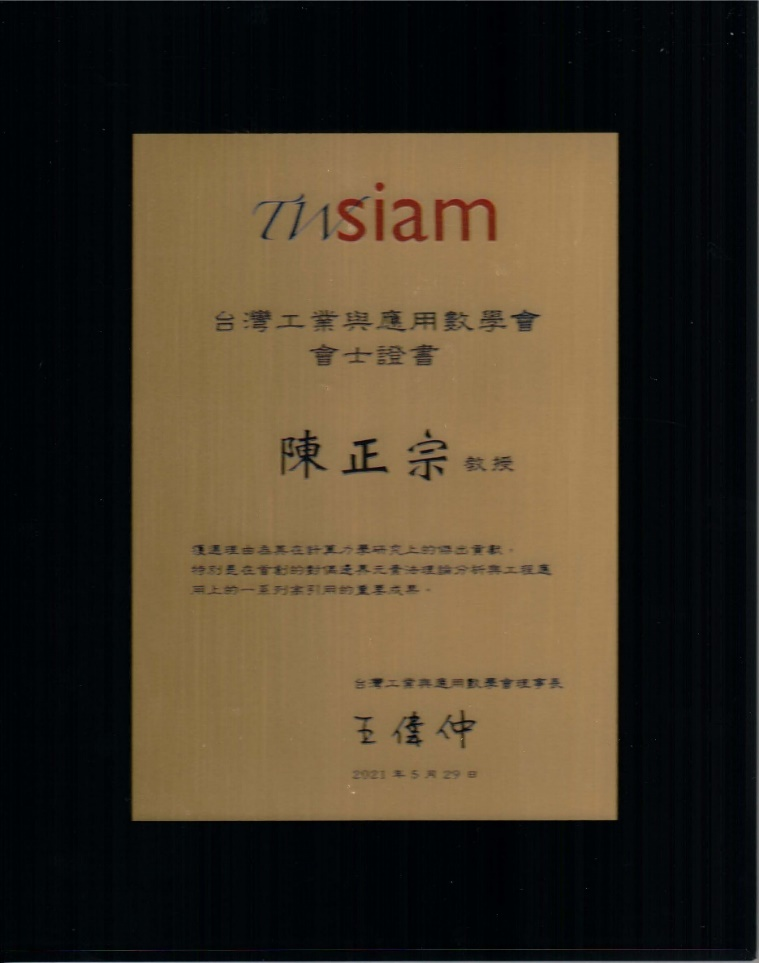 TWsiam
台灣工業與應用數學會
會士證書
陳正宗 教授
獲選理由為其在計算力學研究上的傑出貢獻，
特別是在首創的對偶邊界元素法理論分析與工程應
用上的一系列高引用的重要成果。
台灣工業與應用數學會理事長
王偉仲
2021 年 5 月 29 日